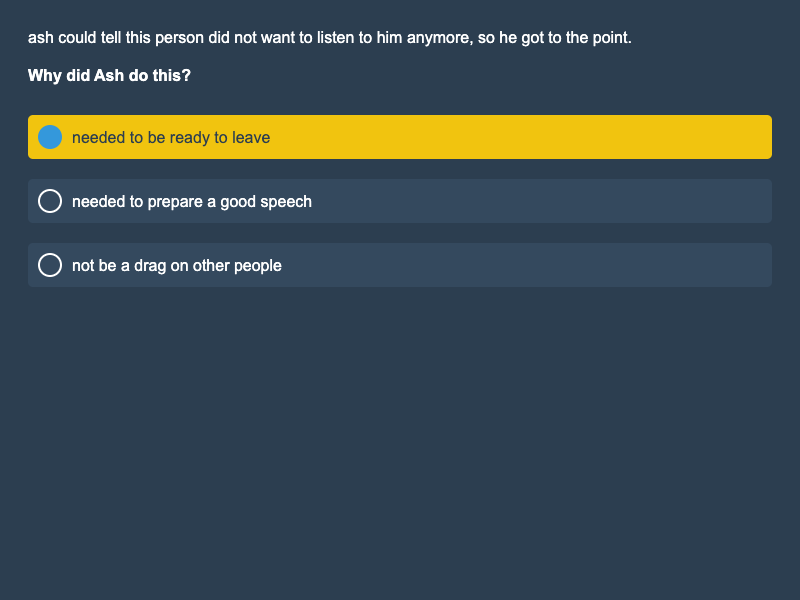 ash could tell this person did not want to listen to him anymore, so he got to the point.
Why did Ash do this?
needed to be ready to leave
needed to prepare a good speech
not be a drag on other people